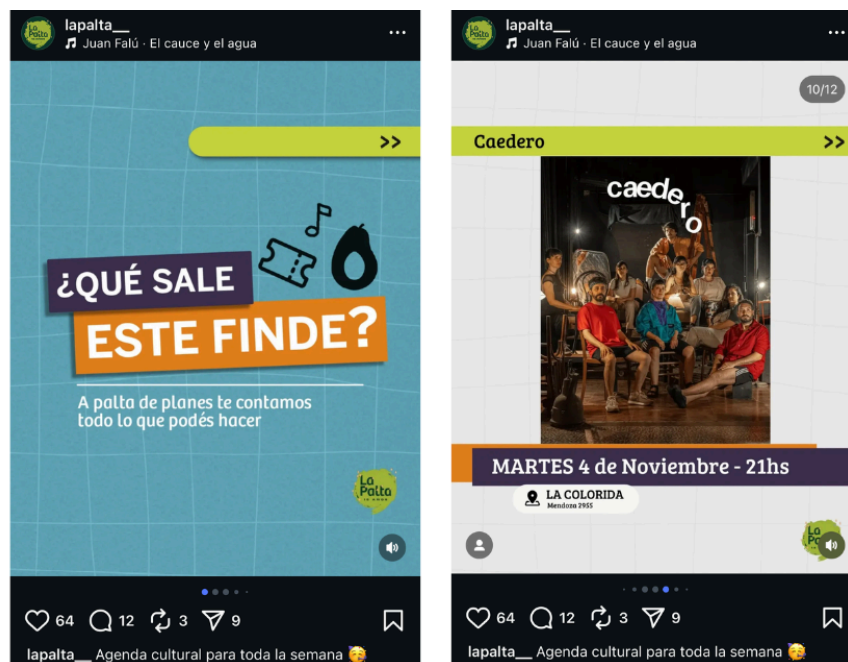 lapalta__
Juan Falú · El cauce y el agua
>>
¿QUÉ SALE
ESTE FINDE?
A palta de planes te contamos
todo lo que podés hacer
La
Palta
64 12 3 9
lapalta__ Agenda cultural para toda la semana 🥳
lapalta__
Juan Falú · El cauce y el agua
10/12
Caedero >>
caedero
MARTES 4 de Noviembre - 21hs
LA COLORIDA
Mendoza 2955
64 12 3 9
lapalta__ Agenda cultural para toda la semana 🥳